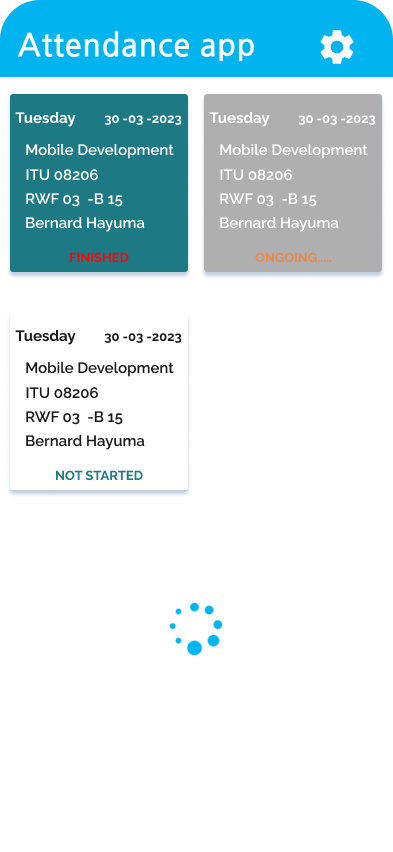 Attendance app
Tuesday 30 -03 -2023
Mobile Development
ITU 08206
RWF 03 -B 15
Bernard Hayuma
FINISHED
Tuesday 30 -03 -2023
Mobile Development
ITU 08206
RWF 03 -B 15
Bernard Hayuma
ONGOING.....
Tuesday 30 -03 -2023
Mobile Development
ITU 08206
RWF 03 -B 15
Bernard Hayuma
NOT STARTED